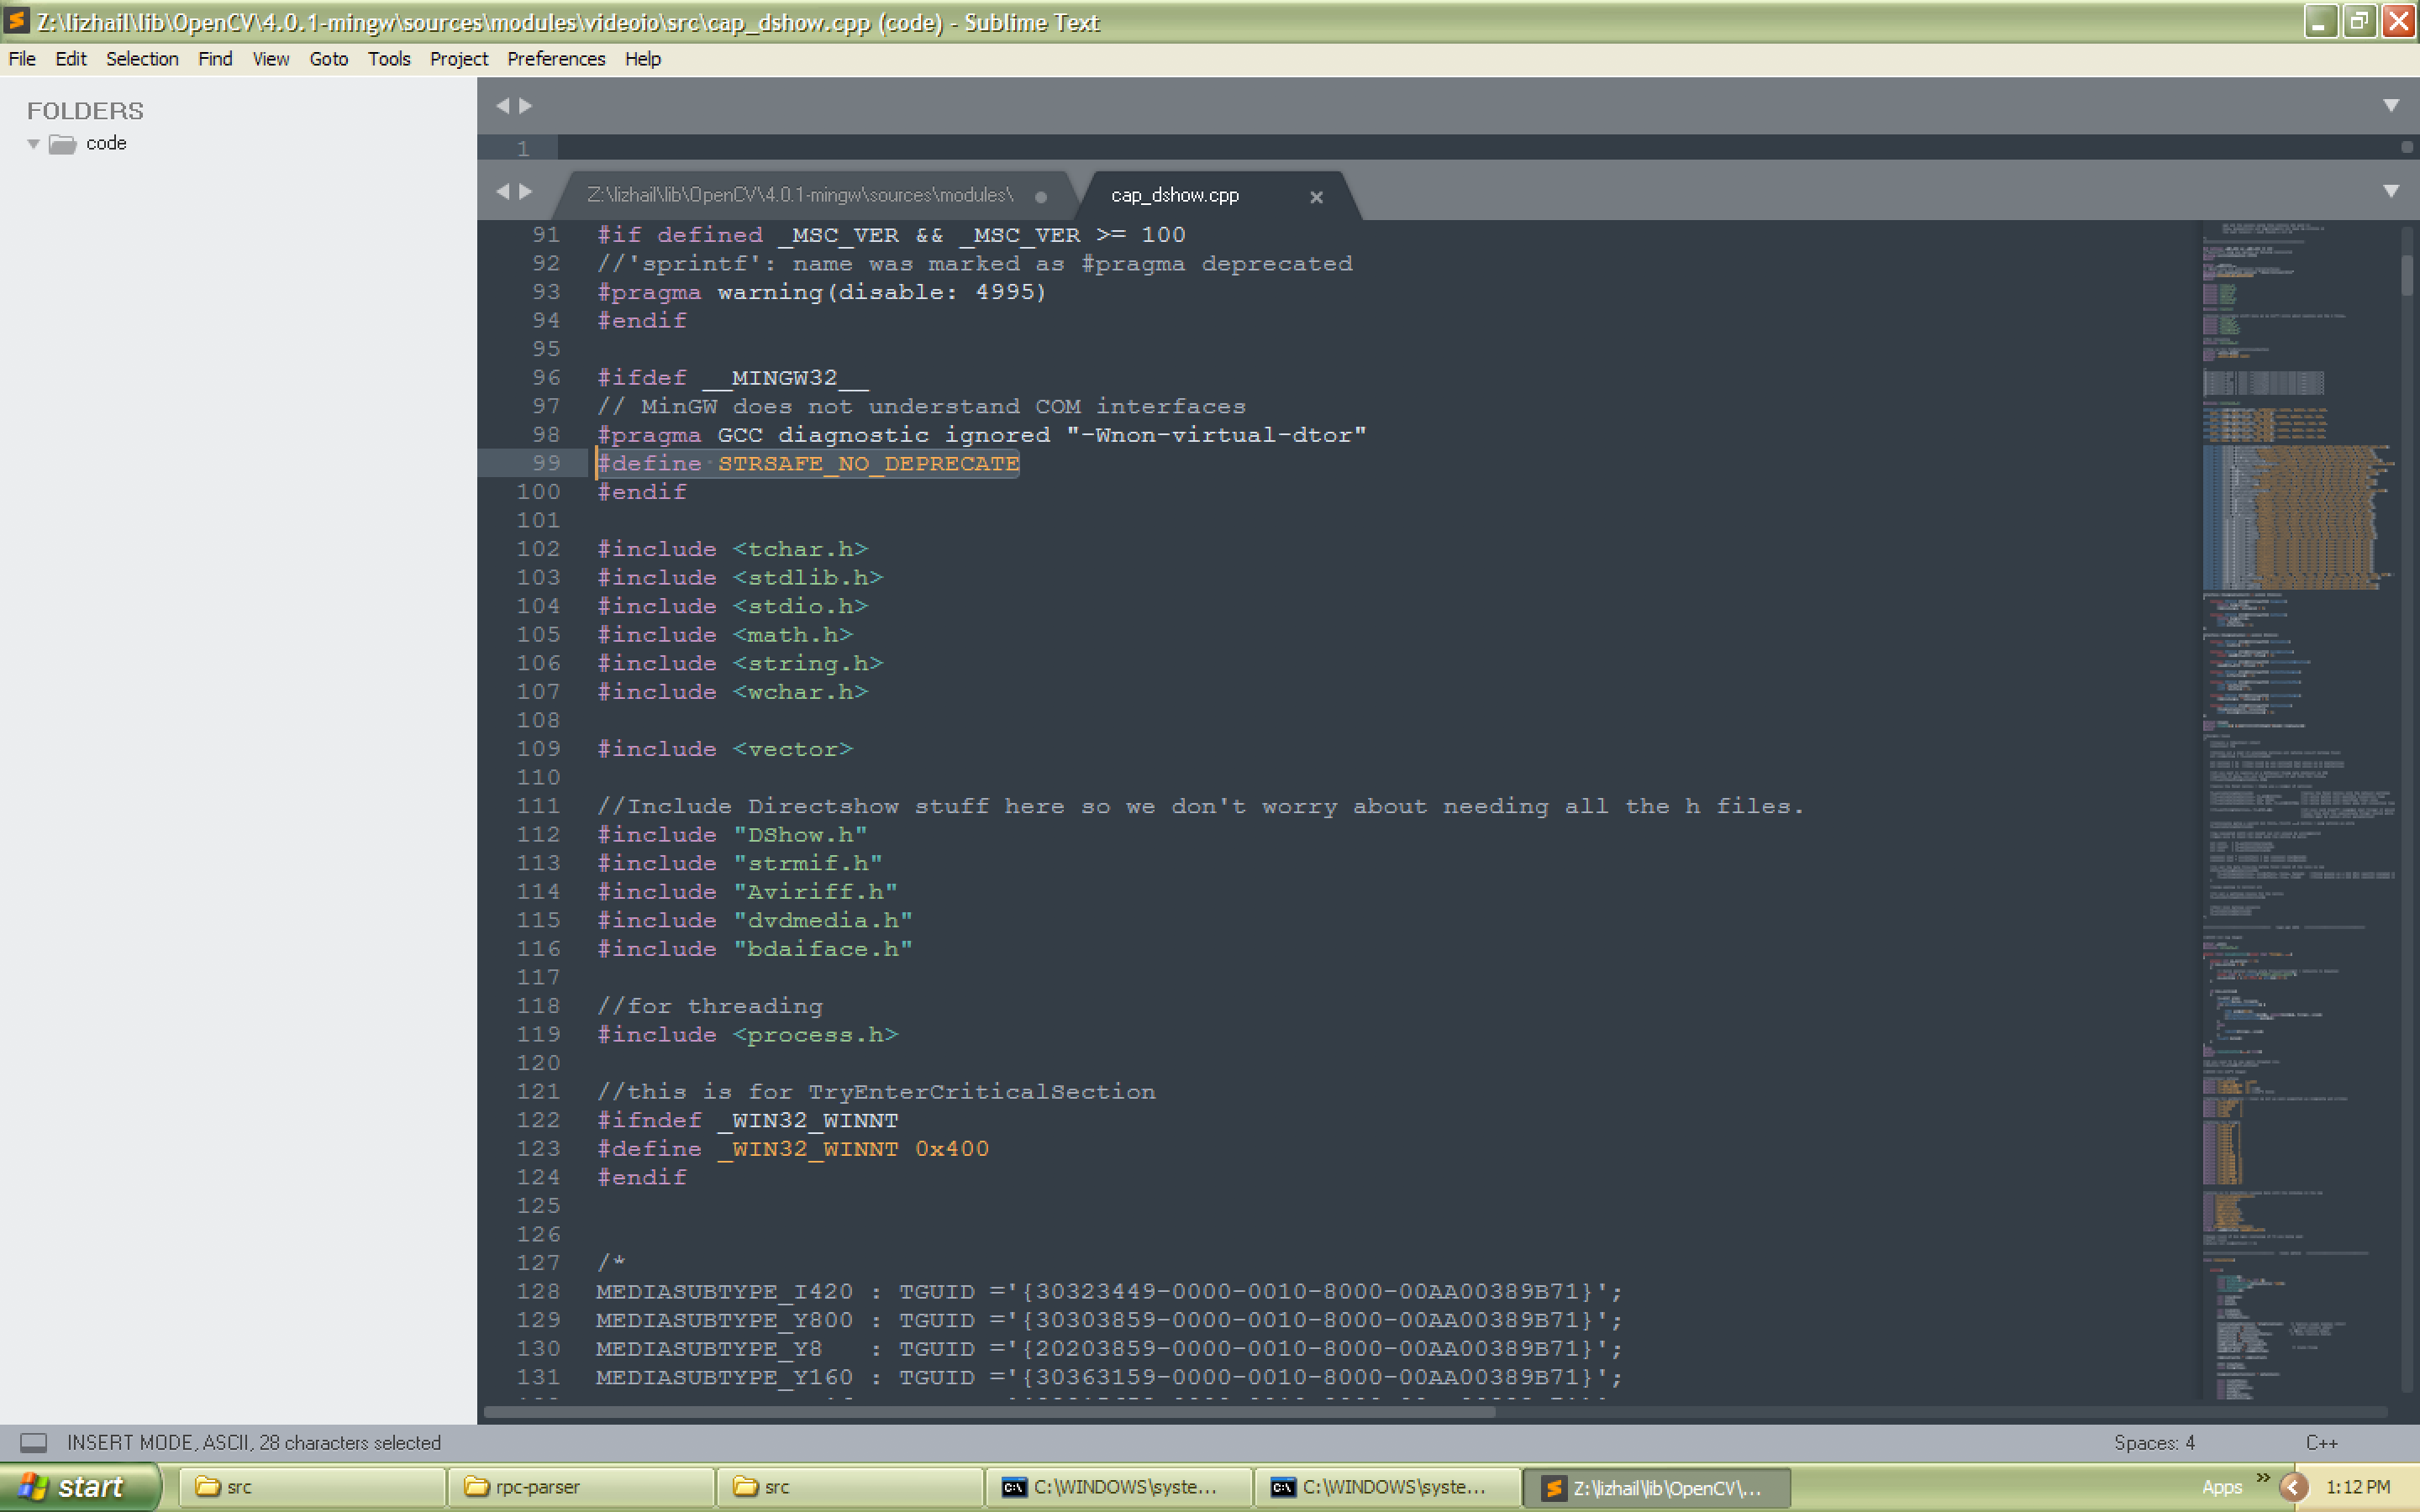 Z:\lizhail\lib\OpenCV\4.0.1-mingw\sources\modules\videoio\src\cap_dshow.cpp (code) - Sublime Text
File Edit Selection Find View Goto Tools Project Preferences Help
FOLDERS
code
1
Z:\lizhail\lib\OpenCV\4.0.1-mingw\sources\modules\ cap_dshow.cpp
91 #if defined _MSC_VER && _MSC_VER >= 100
92 //'sprintf': name was marked as #pragma deprecated
93 #pragma warning(disable: 4995)
94 #endif
95
96 #ifdef __MINGW32__
97 // MinGW does not understand COM interfaces
98 #pragma GCC diagnostic ignored "-Wnon-virtual-dtor"
99 #define STRSAFE_NO_DEPRECATE
100 #endif
101
102 #include <tchar.h>
103 #include <stdlib.h>
104 #include <stdio.h>
105 #include <math.h>
106 #include <string.h>
107 #include <wchar.h>
108
109 #include <vector>
110
111 //Include Directshow stuff here so we don't worry about needing all the h files.
112 #include "DShow.h"
113 #include "strmif.h"
114 #include "Aviriff.h"
115 #include "dvdmedia.h"
116 #include "bdaiface.h"
117
118 //for threading
119 #include <process.h>
120
121 //this is for TryEnterCriticalSection
122 #ifndef _WIN32_WINNT
123 #define _WIN32_WINNT 0x400
124 #endif
125
126
127 /*
128 MEDIASUBTYPE_I420 : TGUID ='{30323449-0000-0010-8000-00AA00389B71}';
129 MEDIASUBTYPE_Y800 : TGUID ='{30303859-0000-0010-8000-00AA00389B71}';
130 MEDIASUBTYPE_Y8   : TGUID ='{20203859-0000-0010-8000-00AA00389B71}';
131 MEDIASUBTYPE_Y160 : TGUID ='{30363159-0000-0010-8000-00AA00389B71}';
INSERT MODE, ASCII, 28 characters selected Spaces: 4 C++
start src rpc-parser src C:\WINDOWS\syste... C:\WINDOWS\syste... Z:\lizhail\lib\OpenCV\... Apps 1:12 PM